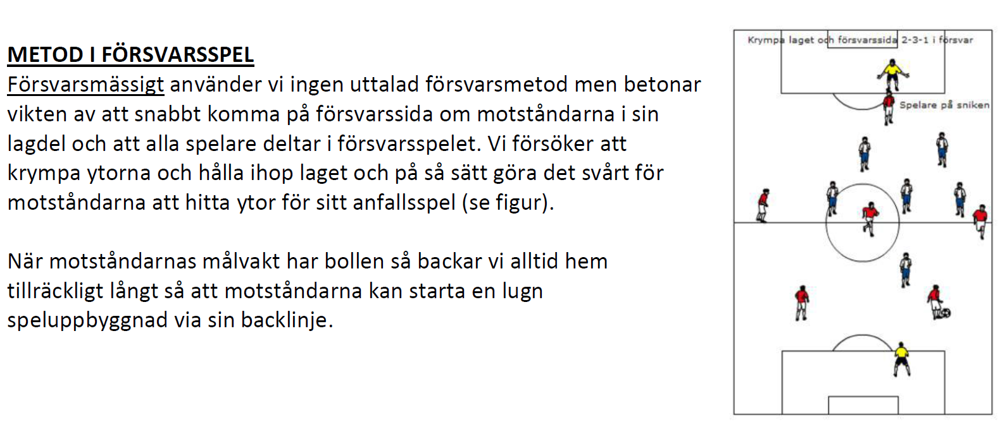 METOD I FÖRSVARSSPEL
Försvarsmässigt använder vi ingen uttalad försvarsmetod men betonar
vikten av att snabbt komma på försvarssida om motståndarna i sin
lagdel och att alla spelare deltar i försvarsspelet. Vi försöker att
krympa ytorna och hålla ihop laget och på så sätt göra det svårt för
motståndarna att hitta ytor för sitt anfallsspel (se figur).
När motståndarnas målvakt har bollen så backar vi alltid hem
tillräckligt långt så att motståndarna kan starta en lugn
speluppbyggnad via sin backlinje.
Krympa laget och försvarssida 2-3-1 i försvar
Spelare på sniken